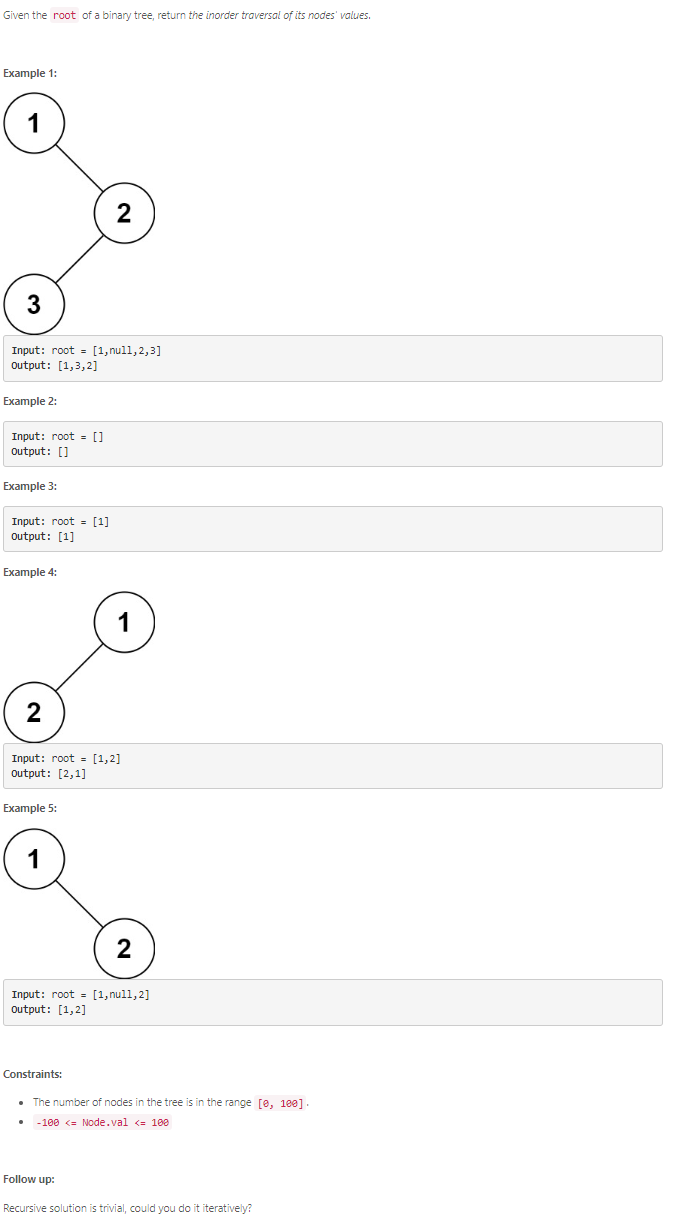 Given the root of a binary tree, return the inorder traversal of its nodes' values.
Example 1:
1
2
3
Input: root = [1,null,2,3]
Output: [1,3,2]
Example 2:
Input: root = []
Output: []
Example 3:
Input: root = [1]
Output: [1]
Example 4:
1
2
Input: root = [1,2]
Output: [2,1]
Example 5:
1
2
Input: root = [1,null,2]
Output: [1,2]
Constraints:
• The number of nodes in the tree is in the range [0, 100].
• -100 <= Node.val <= 100
Follow up:
Recursive solution is trivial, could you do it iteratively?